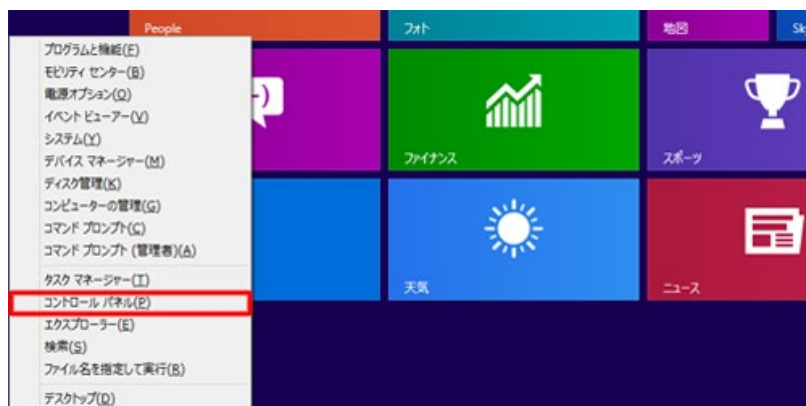 People
フォト
地図
Sk
プログラムと機能(F)
モビリティ センター(B)
電源オプション(O)
イベント ビューアー(V)
システム(Y)
デバイス マネージャー(M)
ディスク管理(K)
コンピューターの管理(G)
コマンド プロンプト(C)
コマンド プロンプト (管理者)(A)
タスク マネージャー(T)
コントロール パネル(P)
エクスプローラー(E)
検索(S)
ファイル名を指定して実行(R)
デスクトップ(D)
ファイナンス
スポーツ
天気
ニュース